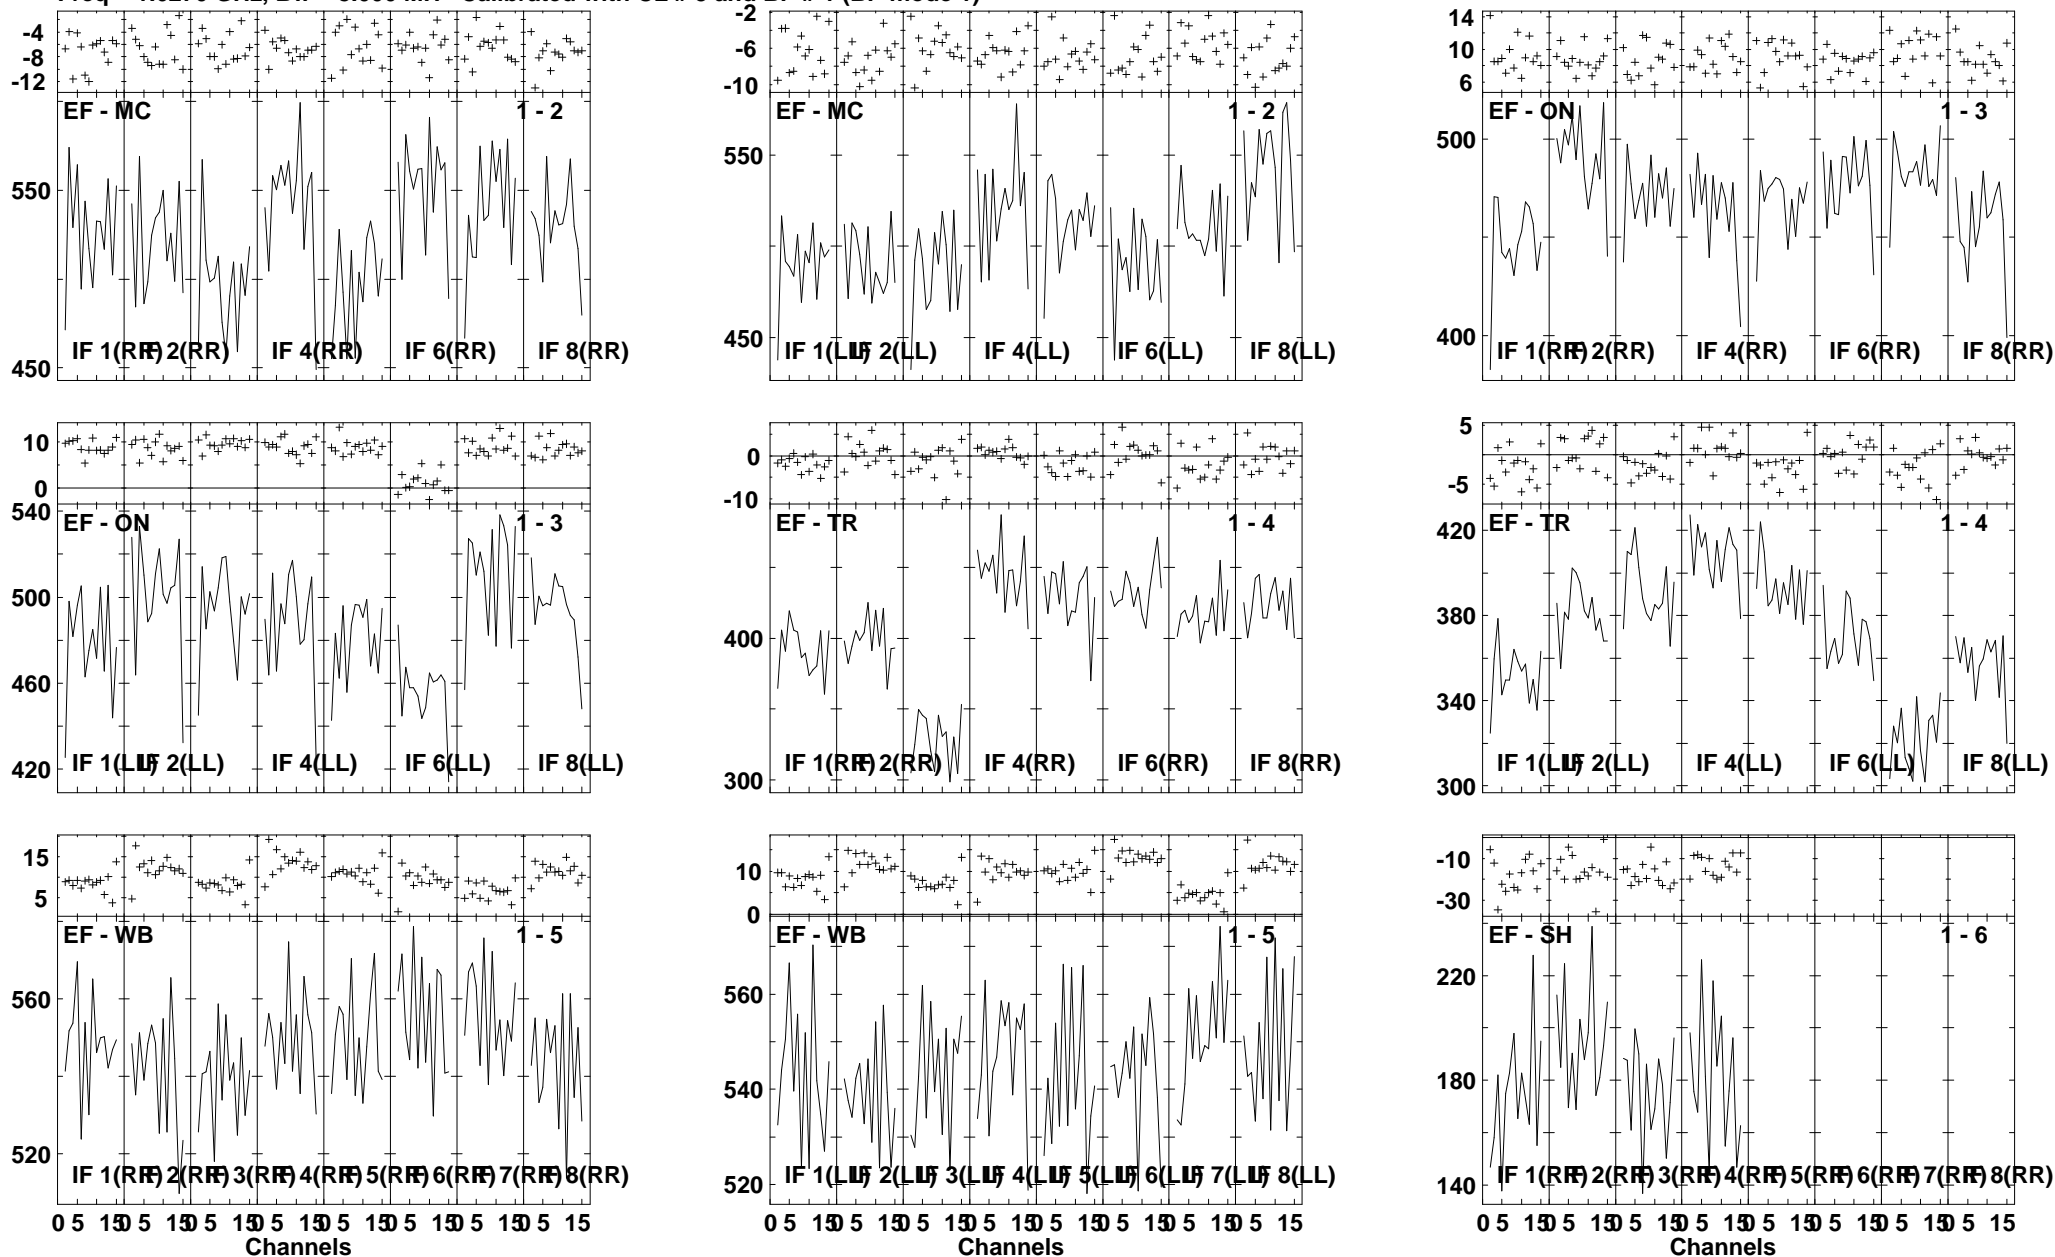 -4 -8 -12
EF - MC 1 - 2
550
450
IF 1(RR) IF 2(RR) IF 4(RR) IF 6(RR) IF 8(RR)
-2 -6 -10
EF - MC 1 - 2
550
450
IF 1(LL) IF 2(LL) IF 4(LL) IF 6(LL) IF 8(LL)
14 10 6
EF - ON 1 - 3
500
400
IF 1(RR) IF 2(RR) IF 4(RR) IF 6(RR) IF 8(RR)
10 0
540
EF - ON 1 - 3
500
460
420
IF 1(LL) IF 2(LL) IF 4(LL) IF 6(LL) IF 8(LL)
0 -10
EF - TR 1 - 4
400
300
IF 1(RR) IF 2(RR) IF 4(RR) IF 6(RR) IF 8(RR)
5 -5
EF - TR 1 - 4
420
380
340
300
IF 1(LL) IF 2(LL) IF 4(LL) IF 6(LL) IF 8(LL)
15 5
EF - WB 1 - 5
560
520
IF 1(RR) IF 2(RR) IF 3(RR) IF 4(RR) IF 5(RR) IF 6(RR) IF 7(RR) IF 8(RR)
0 5 15 0 5 15 0 5 15 0 5 15
Channels
10 0
EF - WB 1 - 5
560
540
520
IF 1(LL) IF 2(LL) IF 3(LL) IF 4(LL) IF 5(LL) IF 6(LL) IF 7(LL) IF 8(LL)
0 5 15 0 5 15 0 5 15 0 5 15
Channels
-10 -30
EF - SH 1 - 6
220
180
140
IF 1(RR) IF 2(RR) IF 3(RR) IF 4(RR) IF 5(RR) IF 6(RR) IF 7(RR) IF 8(RR)
0 5 15 0 5 15 0 5 15 0 5 15
Channels